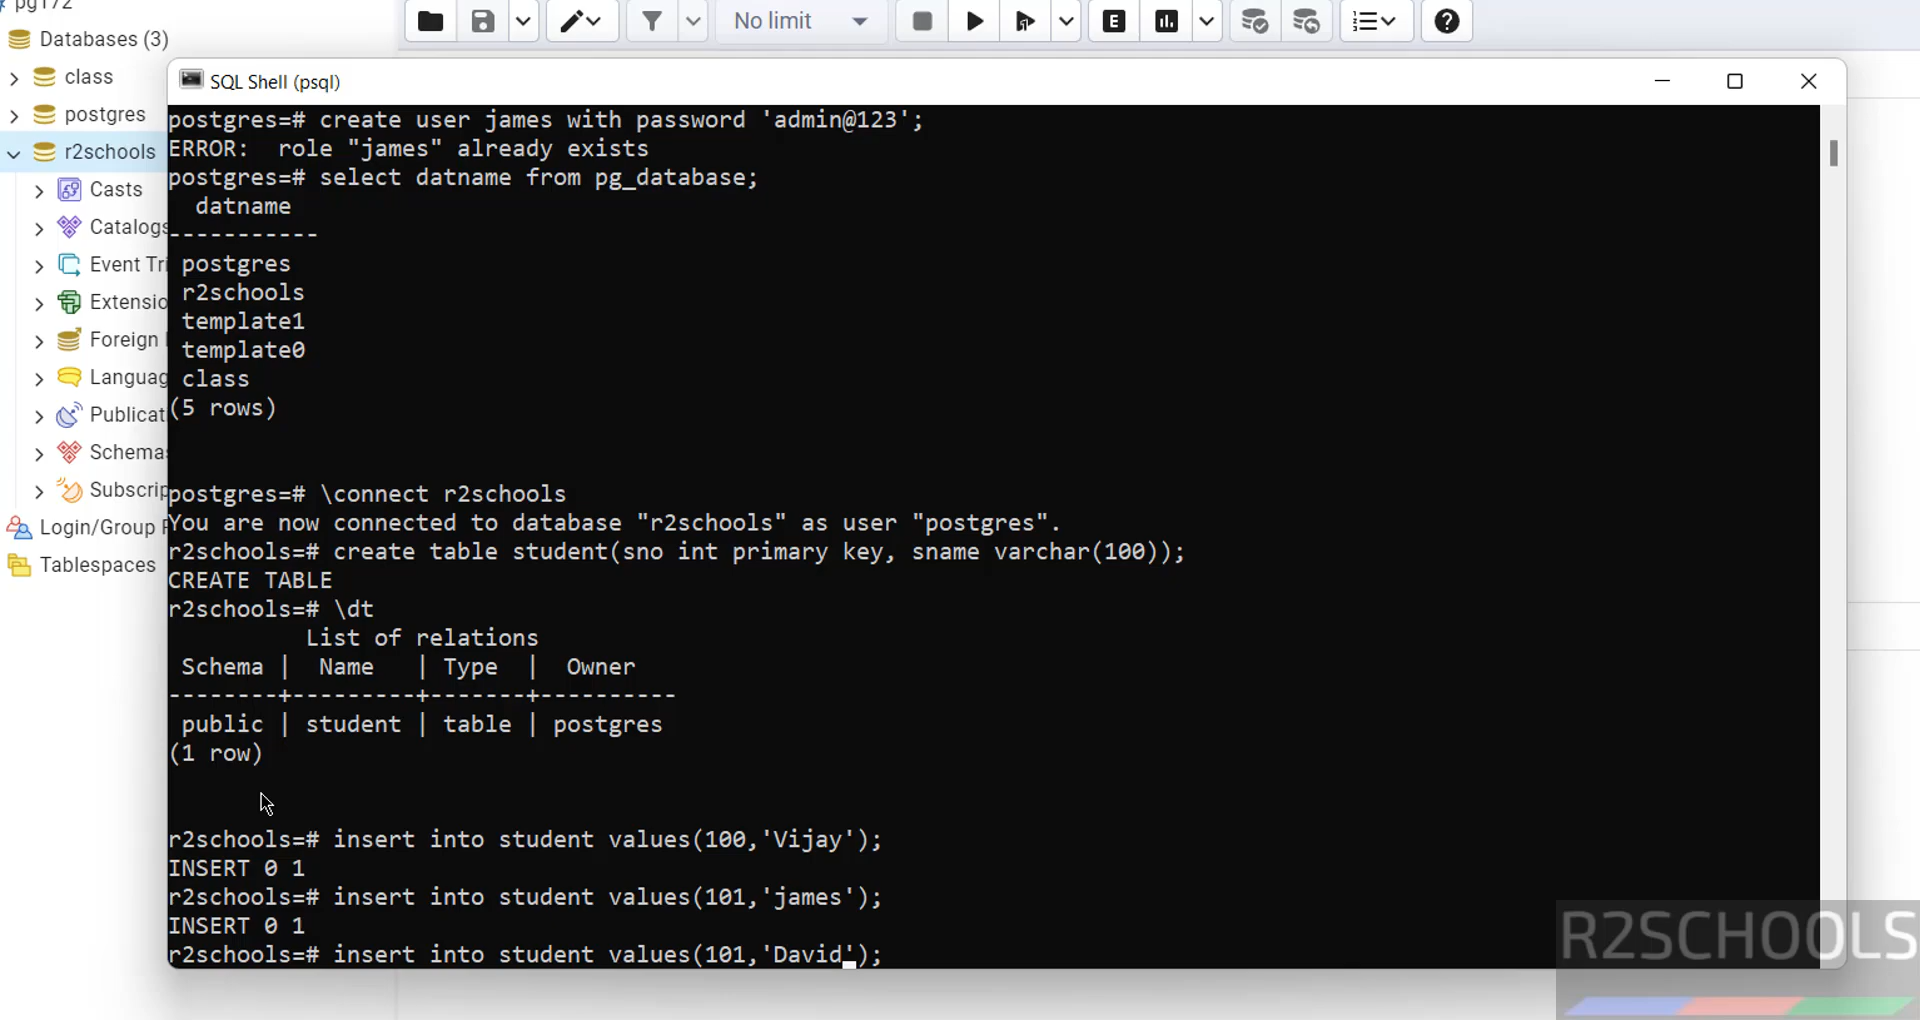 pg172
Databases (3)
class
postgres
r2schools
Casts
Catalogs
Event Tri
Extensio
Foreign
Languag
Publicat
Schemas
Subscrip
Login/Group
Tablespaces
No limit
E
SQL Shell (psql)
postgres=# create user james with password 'admin@123';
ERROR:  role "james" already exists
postgres=# select datname from pg_database;
datname
-----------
postgres
r2schools
template1
template0
class
(5 rows)
postgres=# \connect r2schools
You are now connected to database "r2schools" as user "postgres".
r2schools=# create table student(sno int primary key, sname varchar(100));
CREATE TABLE
r2schools=# \dt
List of relations
Schema |  Name   | Type  |  Owner
--------+---------+-------+----------
public | student | table | postgres
(1 row)
r2schools=# insert into student values(100,'Vijay');
INSERT 0 1
r2schools=# insert into student values(101,'james');
INSERT 0 1
r2schools=# insert into student values(101,'David');
R2SCHOOLS